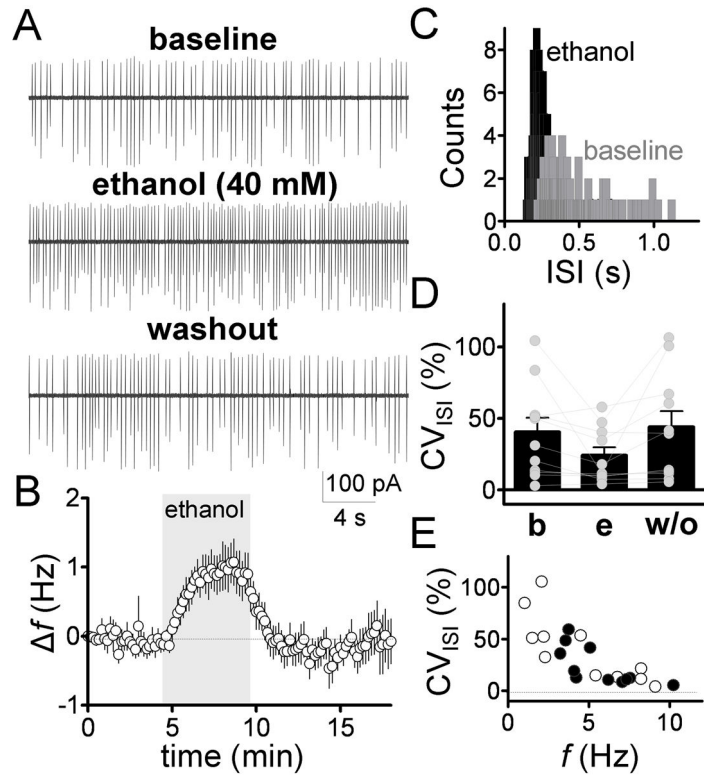 A
baseline
ethanol (40 mM)
washout
100 pA
4 s
B
ethanol
2
1
0
-1
Δf (Hz)
0
5
10
15
time (min)
C
ethanol
baseline
8
6
4
2
0
Counts
0.0
0.5
1.0
ISI (s)
D
100
50
0
CVISI (%)
b
e
w/o
E
100
50
0
CVISI (%)
0
5
10
f (Hz)